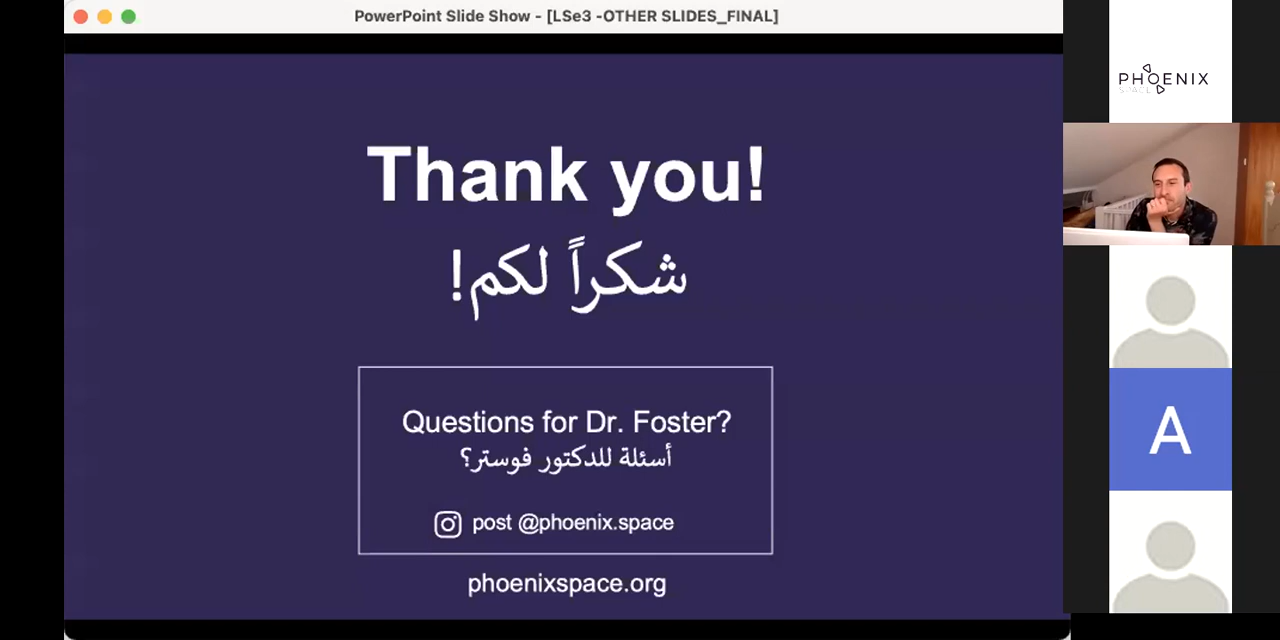 PowerPoint Slide Show - [LSe3 -OTHER SLIDES_FINAL]
Thank you!
شكراً لكم!
Questions for Dr. Foster?
أسئلة للدكتور فوستر؟
post @phoenix.space
phoenixspace.org
PHOENIX
SPACE
A